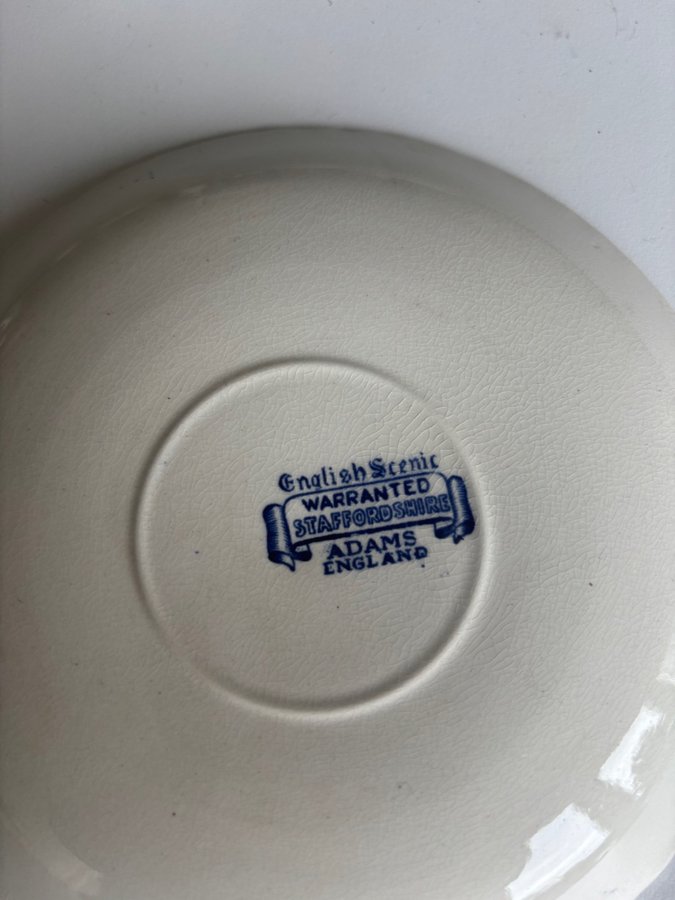 English Scenic
WARRANTED
STAFFORDSHIRE
ADAMS
ENGLAND